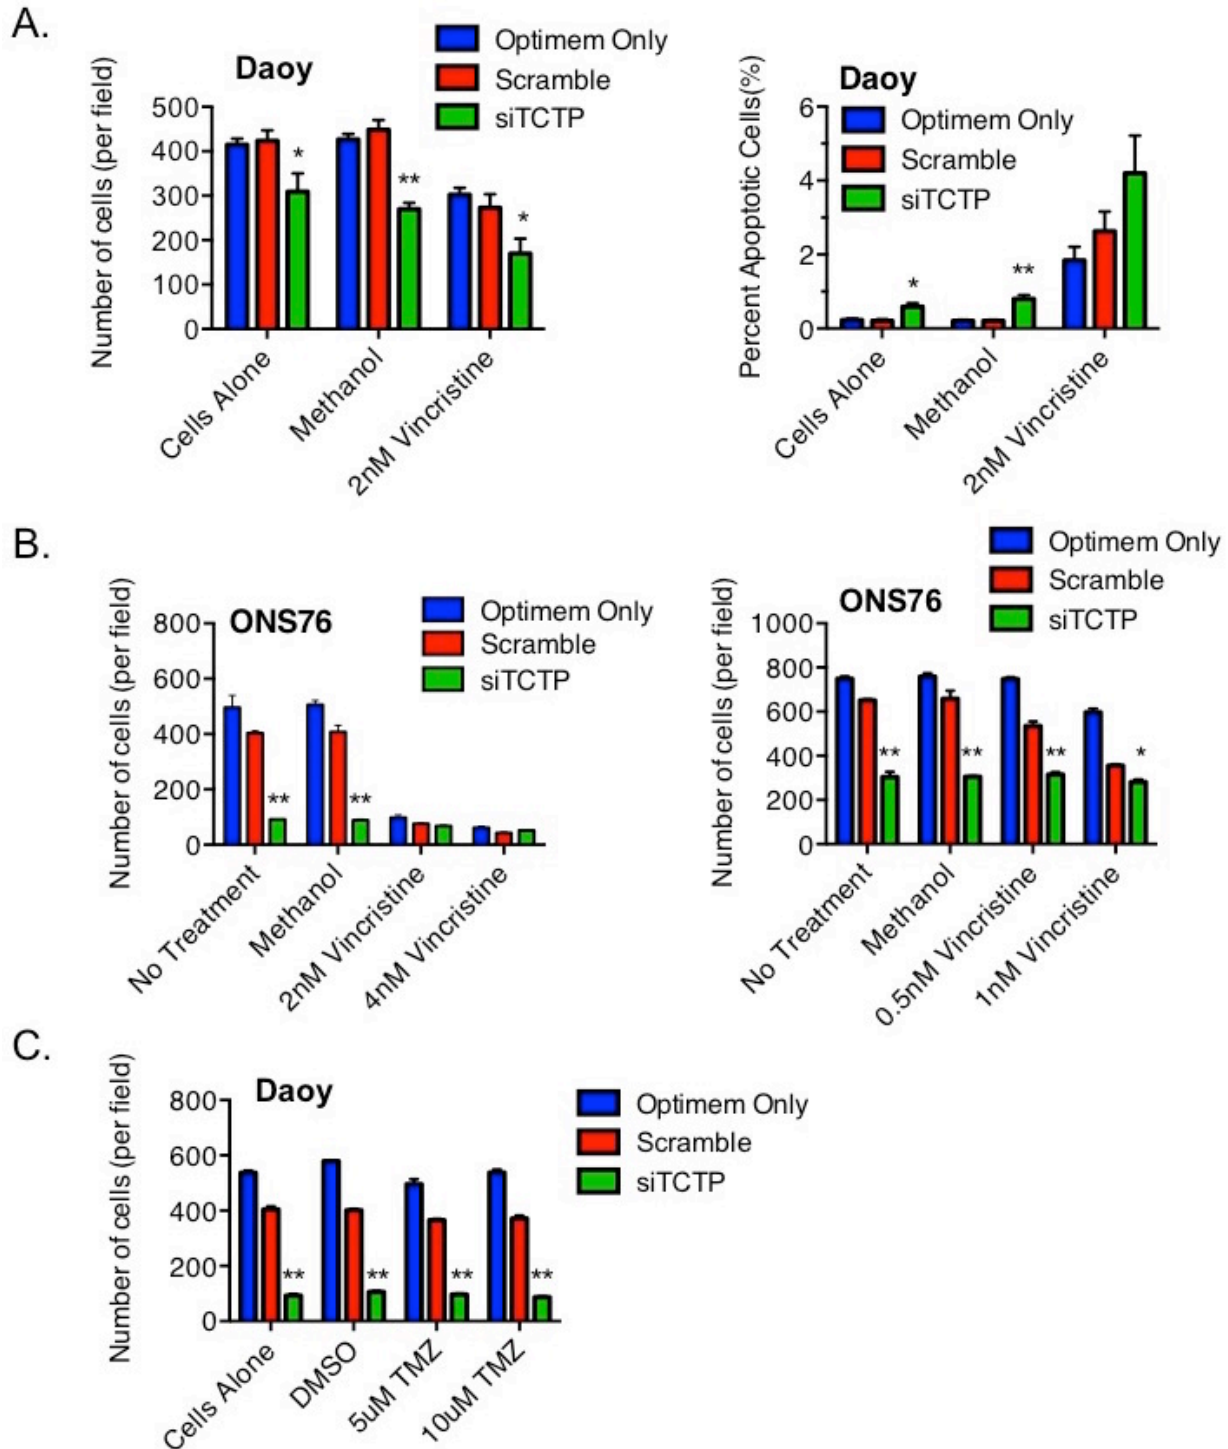 A.
Daoy
Optimem Only
Scramble
siTCTP
Number of cells (per field)
500
400
300
200
100
0
*
**
*
Cells Alone
Methanol
2nM Vincristine
Daoy
Optimem Only
Scramble
siTCTP
Percent Apoptotic Cells(%)
6
4
2
0
*
**
Cells Alone
Methanol
2nM Vincristine
B.
ONS76
Optimem Only
Scramble
siTCTP
Number of cells (per field)
800
600
400
200
0
**
**
No Treatment
Methanol
2nM Vincristine
4nM Vincristine
ONS76
Optimem Only
Scramble
siTCTP
Number of cells (per field)
1000
800
600
400
200
0
**
**
**
*
No Treatment
Methanol
0.5nM Vincristine
1nM Vincristine
C.
Daoy
Optimem Only
Scramble
siTCTP
Number of cells (per field)
800
600
400
200
0
**
**
**
**
Cells Alone
DMSO
5uM TMZ
10uM TMZ